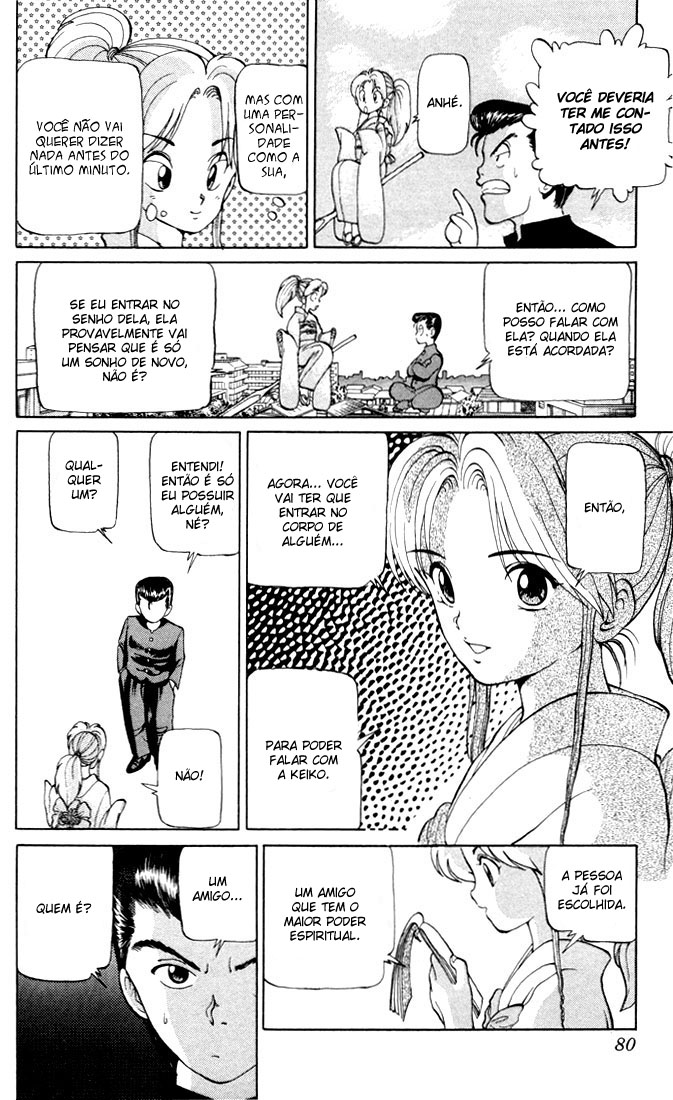 VOCÊ DEVERIA
TER ME CON-
TADO ISSO
ANTES!
ANHÉ.
MAS COM
UMA PER-
SONALI-
DADE
COMO A
SUA,
VOCÊ NÃO VAI
QUERER DIZER
NADA ANTES DO
ÚLTIMO MINUTO.
ENTÃO... COMO
POSSO FALAR COM
ELA? QUANDO ELA
ESTÁ ACORDADA?
SE EU ENTRAR NO
SENHO DELA, ELA
PROVAVELMENTE VAI
PENSAR QUE É SÓ
UM SONHO DE NOVO,
NÃO É?
ENTÃO,
AGORA... VOCÊ
VAI TER QUE
ENTRAR NO
CORPO DE
ALGUÉM...
PARA PODER
FALAR COM
A KEIKO.
ENTENDI!
ENTÃO É SÓ
EU POSSUIR
ALGUÉM,
NÉ?
QUAL-
QUER
UM?
NÃO!
A PESSOA
JÁ FOI
ESCOLHIDA.
UM AMIGO
QUE TEM O
MAIOR PODER
ESPIRITUAL.
UM
AMIGO...
QUEM É?
80